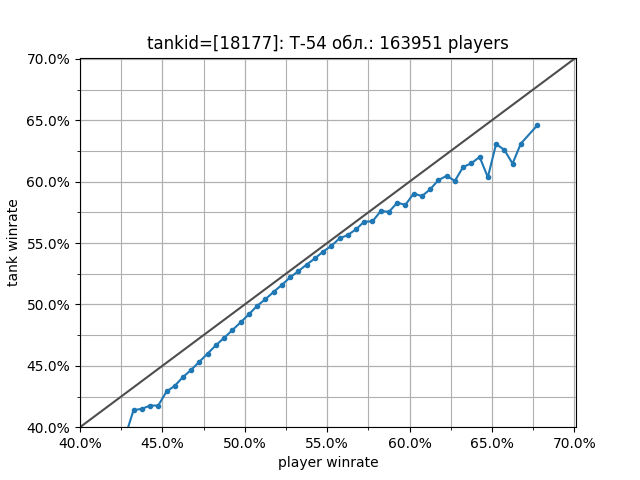 tankid=[18177]: Т-54 обл.: 163951 players
70.0%
65.0%
60.0%
55.0%
50.0%
45.0%
40.0%
tank winrate
40.0% 45.0% 50.0% 55.0% 60.0% 65.0% 70.0%
player winrate